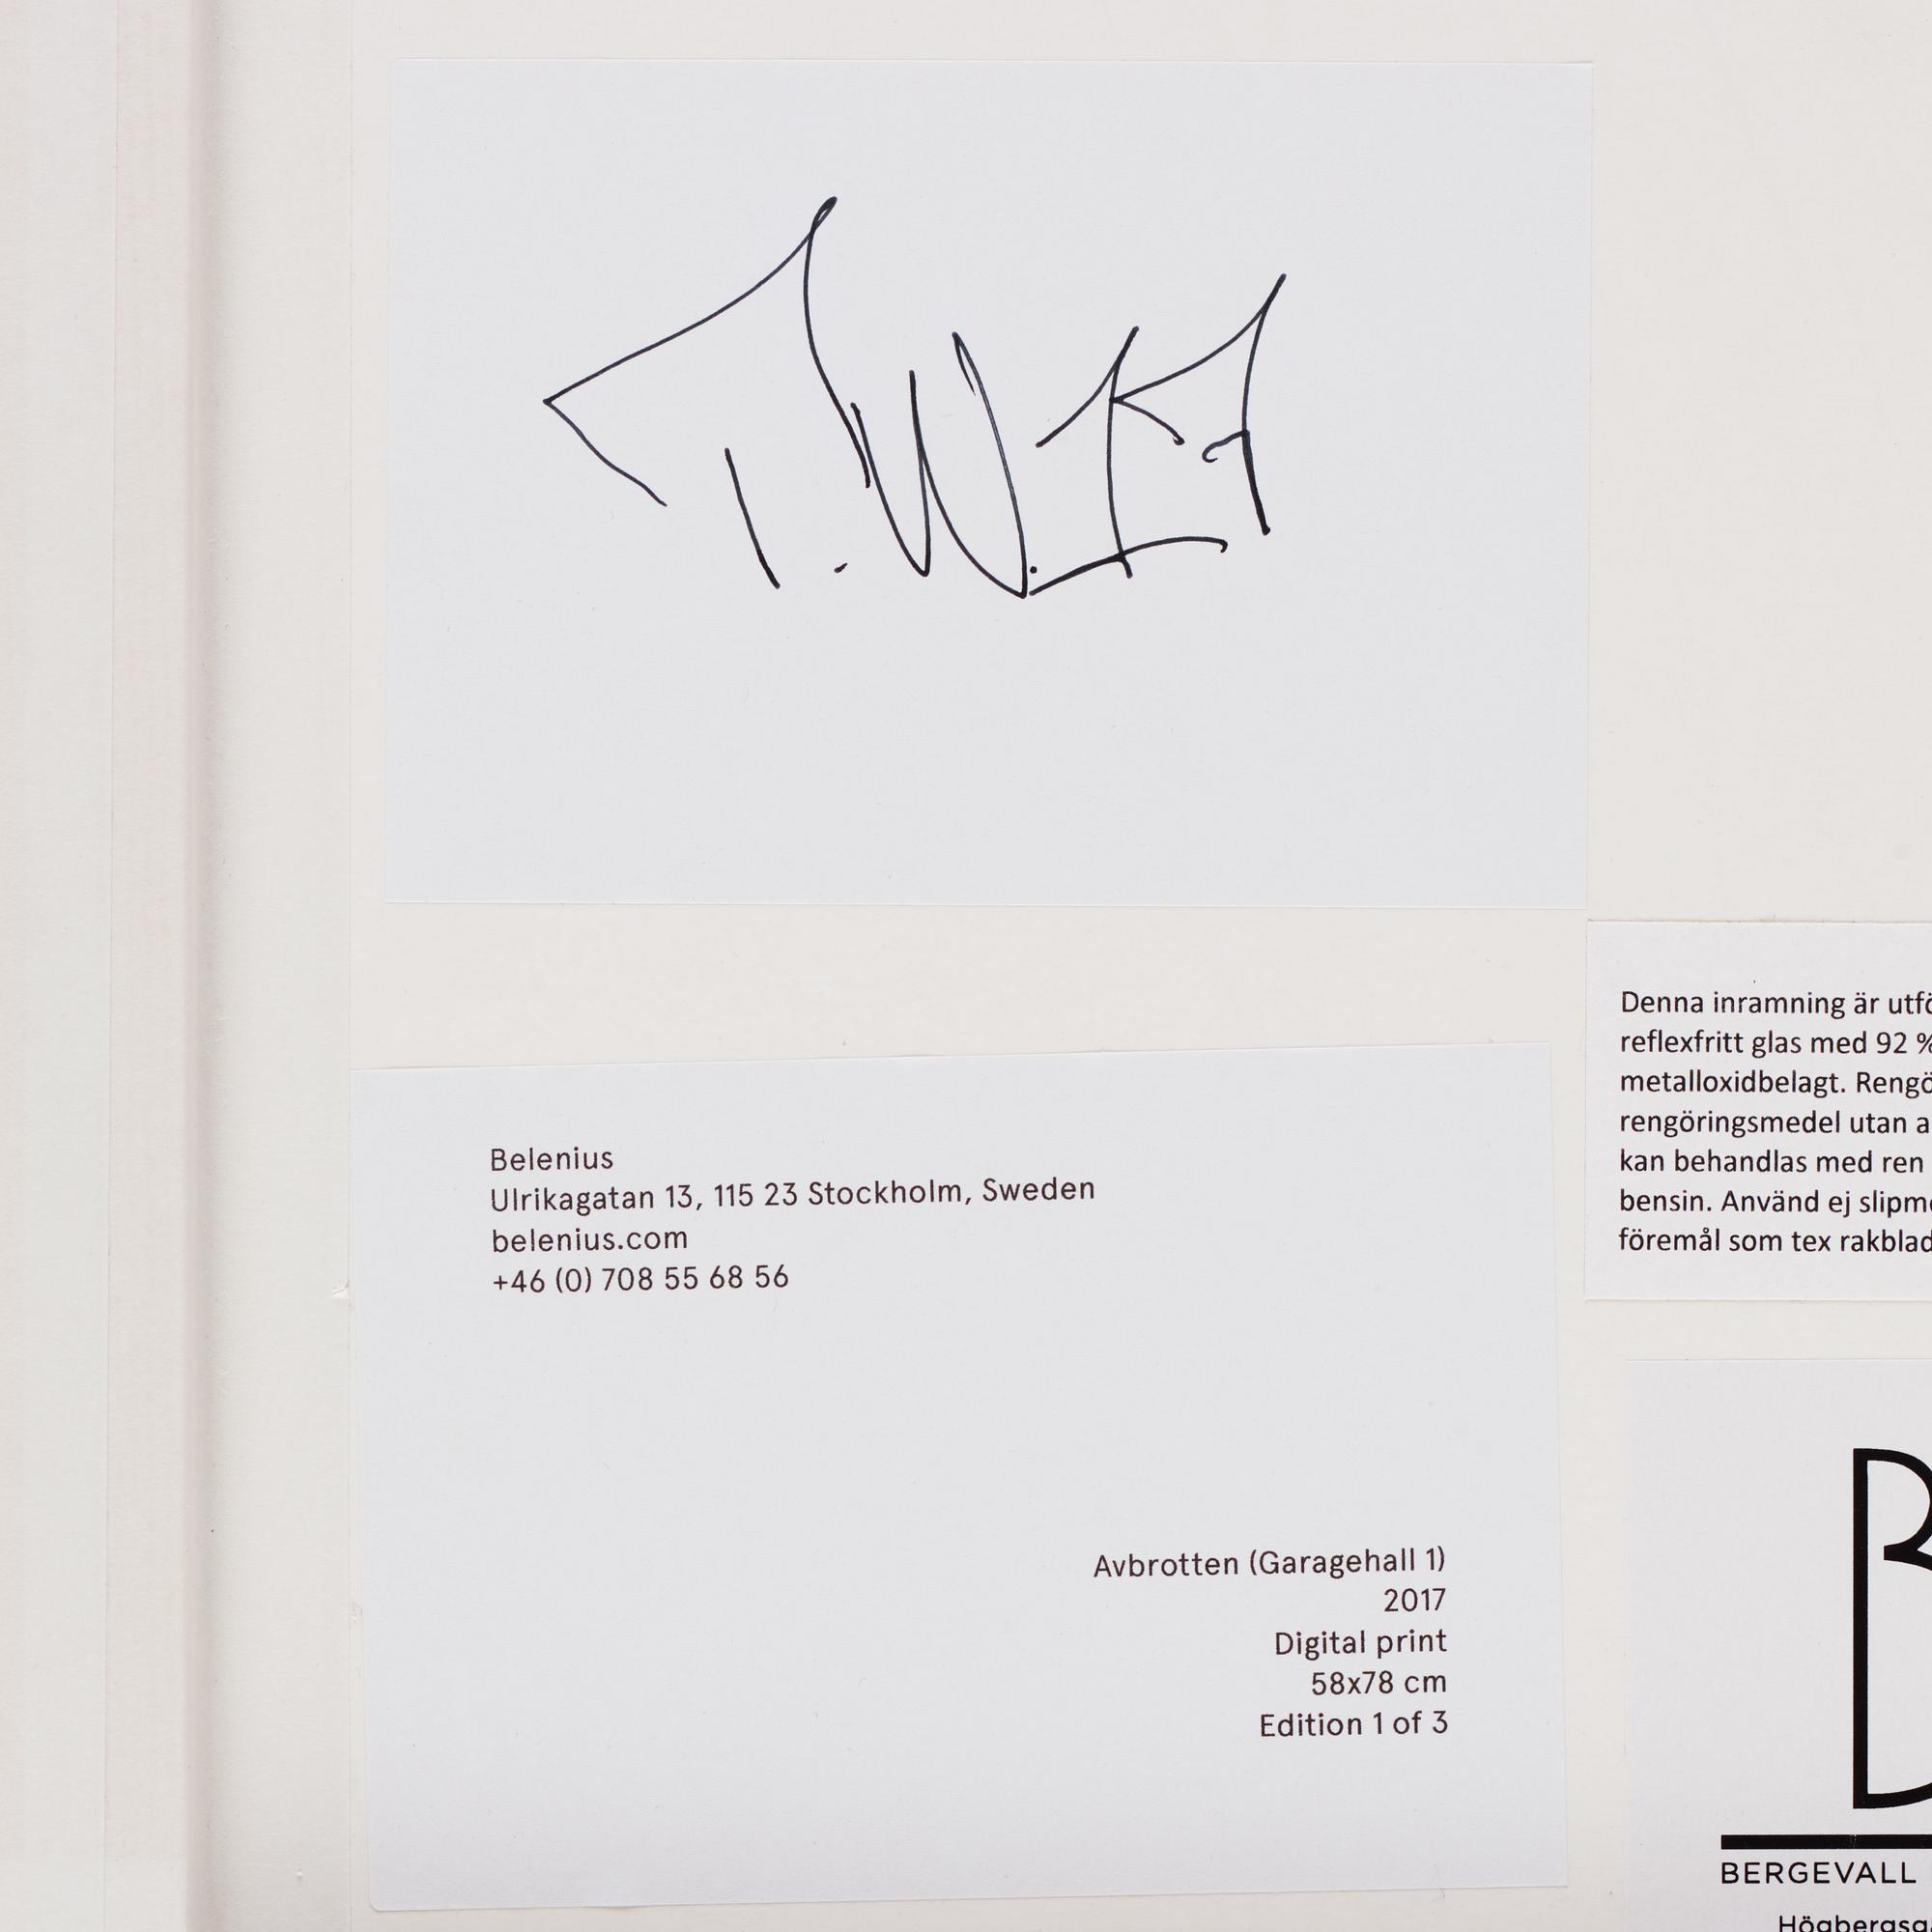 Belenius
Ulrikagatan 13, 115 23 Stockholm, Sweden
belenius.com
+46 (0) 708 55 68 56
Avbrotten (Garagehall 1)
2017
Digital print
58x78 cm
Edition 1 of 3
Denna inramning är
reflexfritt glas med 92 %
metalloxidbelagt.
rengöringsmedel utan
kan behandlas med ren
bensin. Använd ej
föremål som tex
BERGEVALL